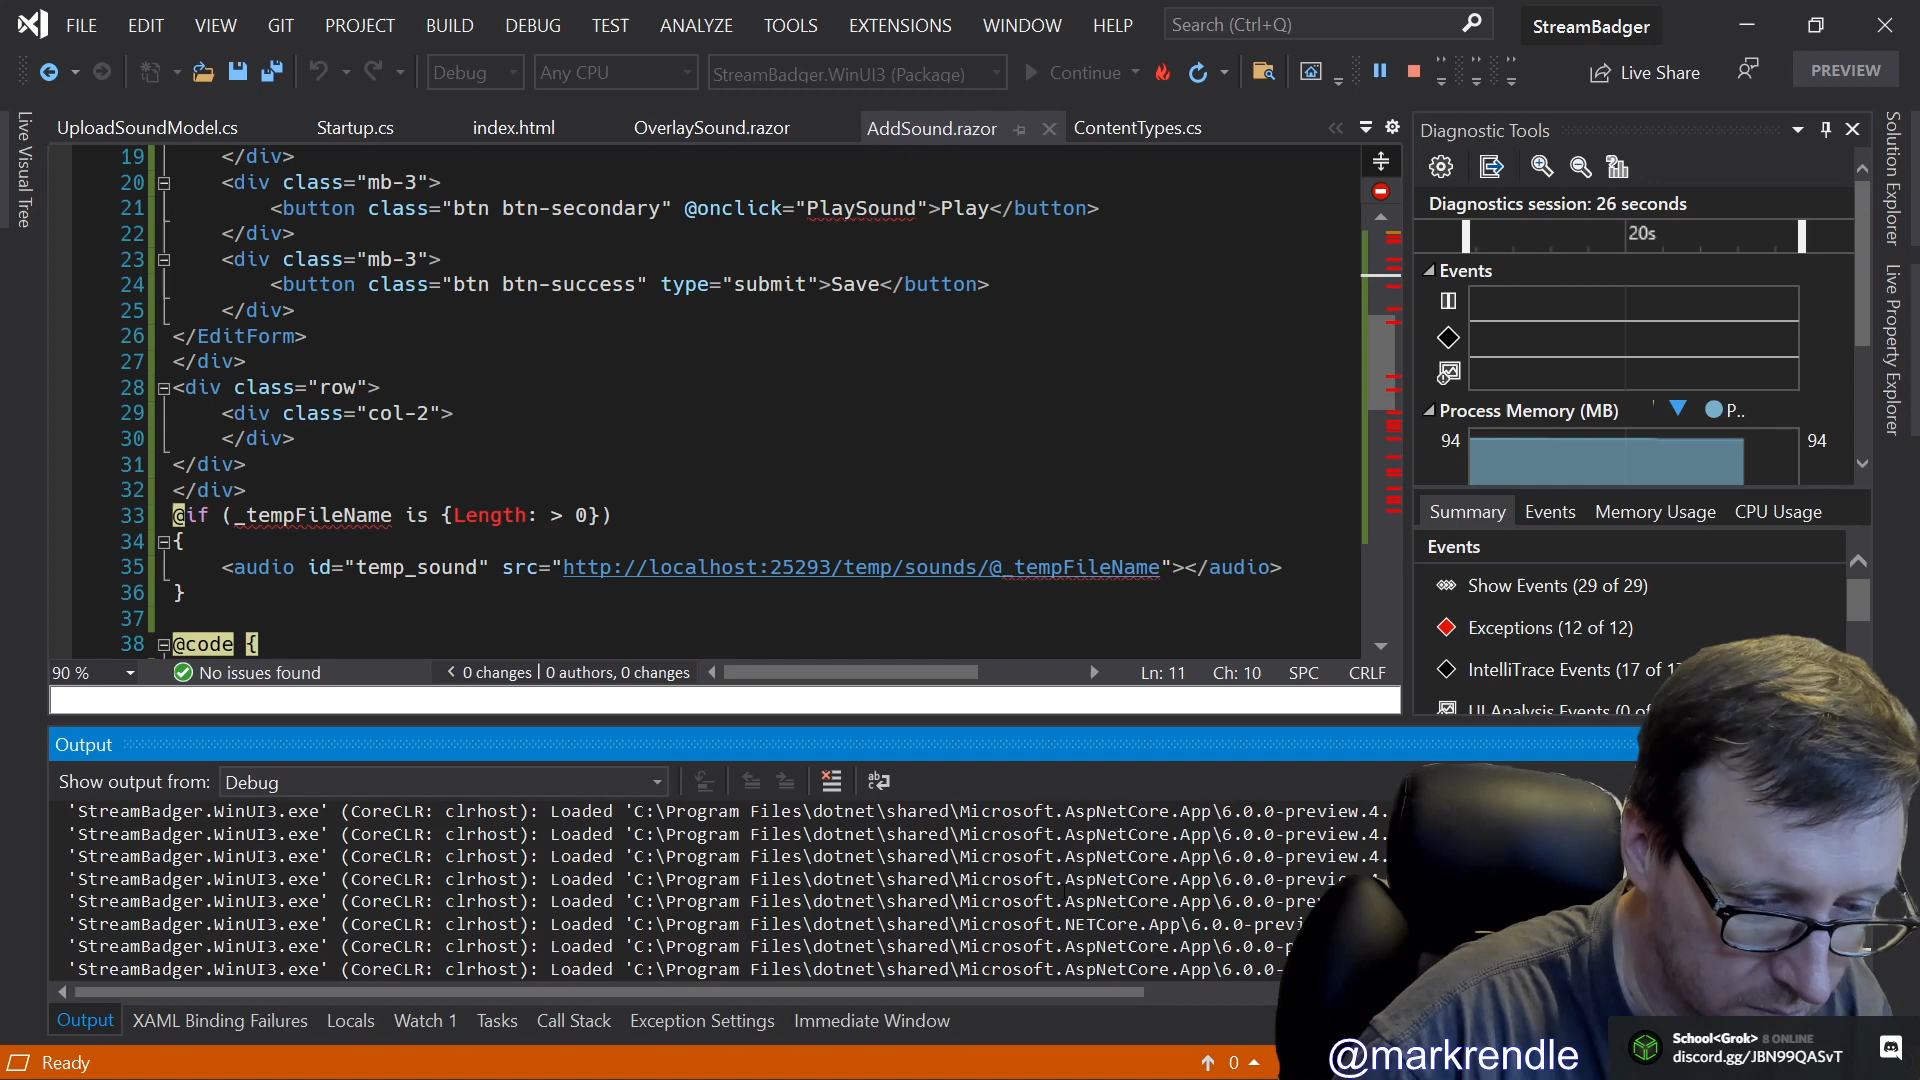 FILE EDIT VIEW GIT PROJECT BUILD DEBUG TEST ANALYZE TOOLS EXTENSIONS WINDOW HELP Search (Ctrl+Q) StreamBadger
Debug Any CPU StreamBadger.WinUI3 (Package) Continue Live Share PREVIEW
Live Visual Tree
UploadSoundModel.cs Startup.cs index.html OverlaySound.razor AddSound.razor ContentTypes.cs
19 </div>
20 <div class="mb-3">
21 <button class="btn btn-secondary" @onclick="PlaySound">Play</button>
22 </div>
23 <div class="mb-3">
24 <button class="btn btn-success" type="submit">Save</button>
25 </div>
26 </EditForm>
27 </div>
28 <div class="row">
29 <div class="col-2">
30 </div>
31 </div>
32 </div>
33 @if (_tempFileName is {Length: > 0})
34 {
35 <audio id="temp_sound" src="http://localhost:25293/temp/sounds/@_tempFileName"></audio>
36 }
37
38 @code {
90 % No issues found 0 changes | 0 authors, 0 changes Ln: 11 Ch: 10 SPC CRLF
Diagnostic Tools
Diagnostics session: 26 seconds
20s
Events
Process Memory (MB) P..
94 94
Summary Events Memory Usage CPU Usage
Events
Show Events (29 of 29)
Exceptions (12 of 12)
IntelliTrace Events (17 of 17
UI Analysis Events (0 of
Solution Explorer
Live Property Explorer
Output
Show output from: Debug
'StreamBadger.WinUI3.exe' (CoreCLR: clrhost): Loaded 'C:\Program Files\dotnet\shared\Microsoft.AspNetCore.App\6.0.0-preview.4.
'StreamBadger.WinUI3.exe' (CoreCLR: clrhost): Loaded 'C:\Program Files\dotnet\shared\Microsoft.AspNetCore.App\6.0.0-preview.4.
'StreamBadger.WinUI3.exe' (CoreCLR: clrhost): Loaded 'C:\Program Files\dotnet\shared\Microsoft.AspNetCore.App\6.0.0-preview.4.
'StreamBadger.WinUI3.exe' (CoreCLR: clrhost): Loaded 'C:\Program Files\dotnet\shared\Microsoft.AspNetCore.App\6.0.0-preview.4.
'StreamBadger.WinUI3.exe' (CoreCLR: clrhost): Loaded 'C:\Program Files\dotnet\shared\Microsoft.AspNetCore.App\6.0.0-prev
'StreamBadger.WinUI3.exe' (CoreCLR: clrhost): Loaded 'C:\Program Files\dotnet\shared\Microsoft.NETCore.App\6.0.0-previ
'StreamBadger.WinUI3.exe' (CoreCLR: clrhost): Loaded 'C:\Program Files\dotnet\shared\Microsoft.AspNetCore.App\6.0.0-
'StreamBadger.WinUI3.exe' (CoreCLR: clrhost): Loaded 'C:\Program Files\dotnet\shared\Microsoft.AspNetCore.App\6.0.0-
Output XAML Binding Failures Locals Watch 1 Tasks Call Stack Exception Settings Immediate Window
Ready 0
@markrendle
School<Grok> 8 ONLINE
discord.gg/JBN99QASvT